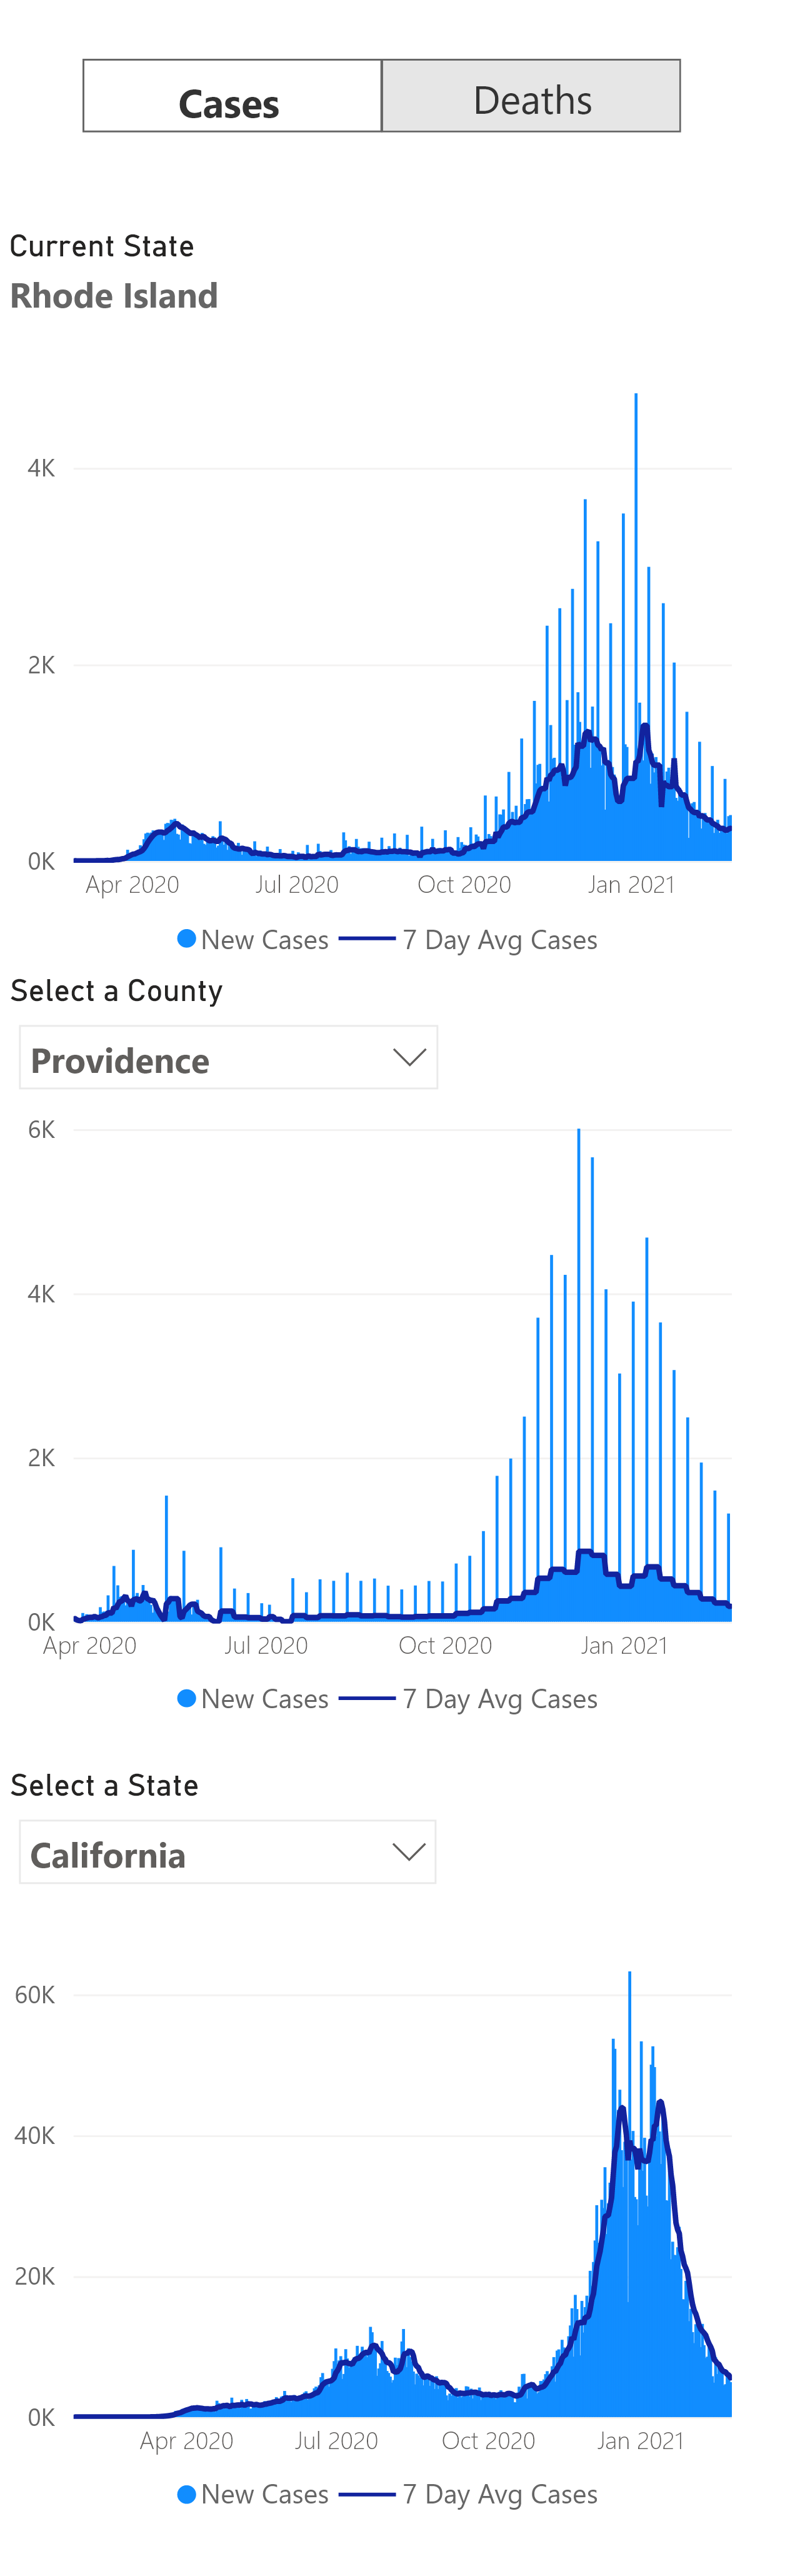 Cases Deaths
Current State
Rhode Island
4K
2K
0K
Apr 2020 Jul 2020 Oct 2020 Jan 2021
New Cases 7 Day Avg Cases
Select a County
Providence
6K
4K
2K
0K
Apr 2020 Jul 2020 Oct 2020 Jan 2021
New Cases 7 Day Avg Cases
Select a State
California
60K
40K
20K
0K
Apr 2020 Jul 2020 Oct 2020 Jan 2021
New Cases 7 Day Avg Cases